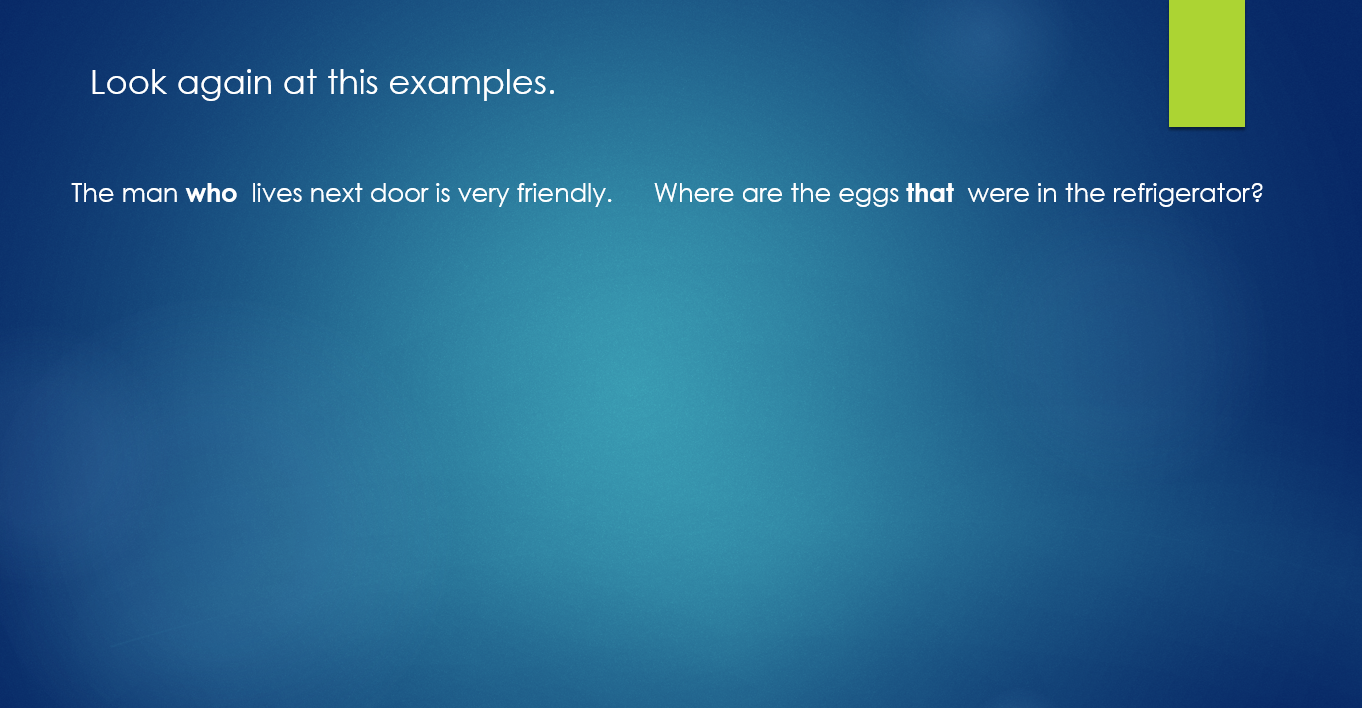 Look again at this examples.
The man who lives next door is very friendly. Where are the eggs that were in the refrigerator?